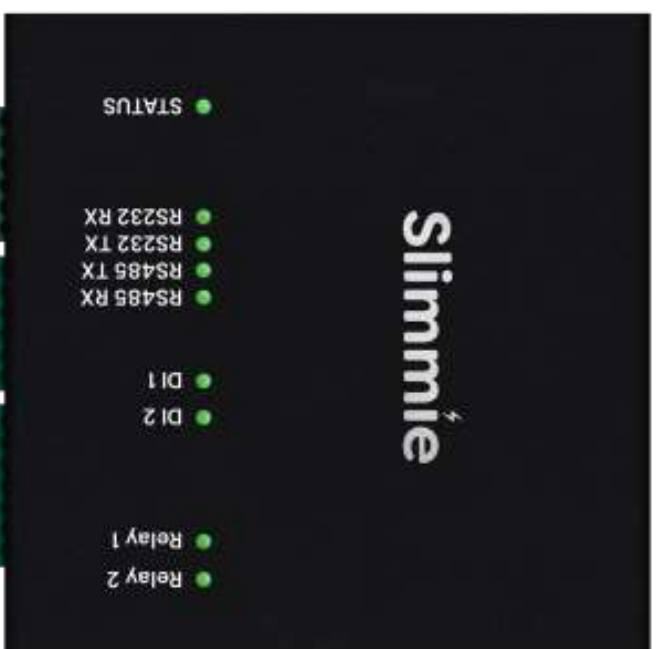 Slimmie
Relay 2
Relay 1
DI 2
DI 1
RS485 RX
RS485 TX
RS232 TX
RS232 RX
STATUS